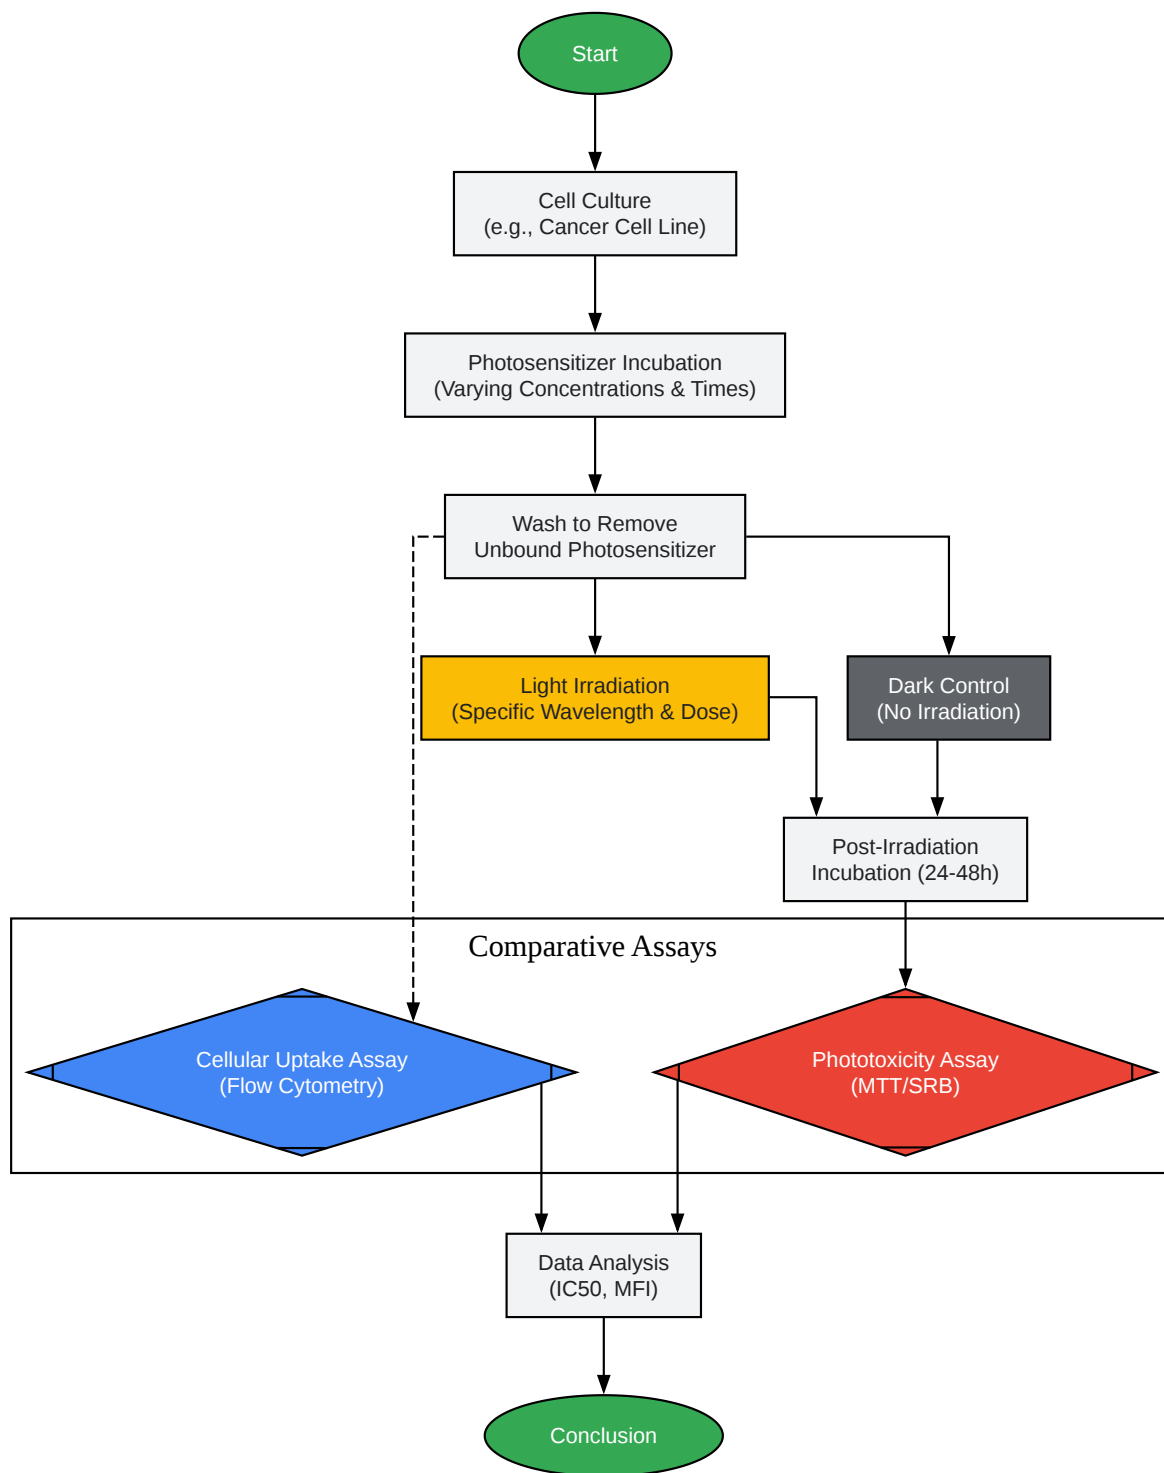 Start
Cell Culture
(e.g., Cancer Cell Line)
Photosensitizer Incubation
(Varying Concentrations & Times)
Wash to Remove
Unbound Photosensitizer
Light Irradiation
(Specific Wavelength & Dose)
Dark Control
(No Irradiation)
Post-Irradiation
Incubation (24-48h)
Comparative Assays
Cellular Uptake Assay
(Flow Cytometry)
Phototoxicity Assay
(MTT/SRB)
Data Analysis
(IC50, MFI)
Conclusion